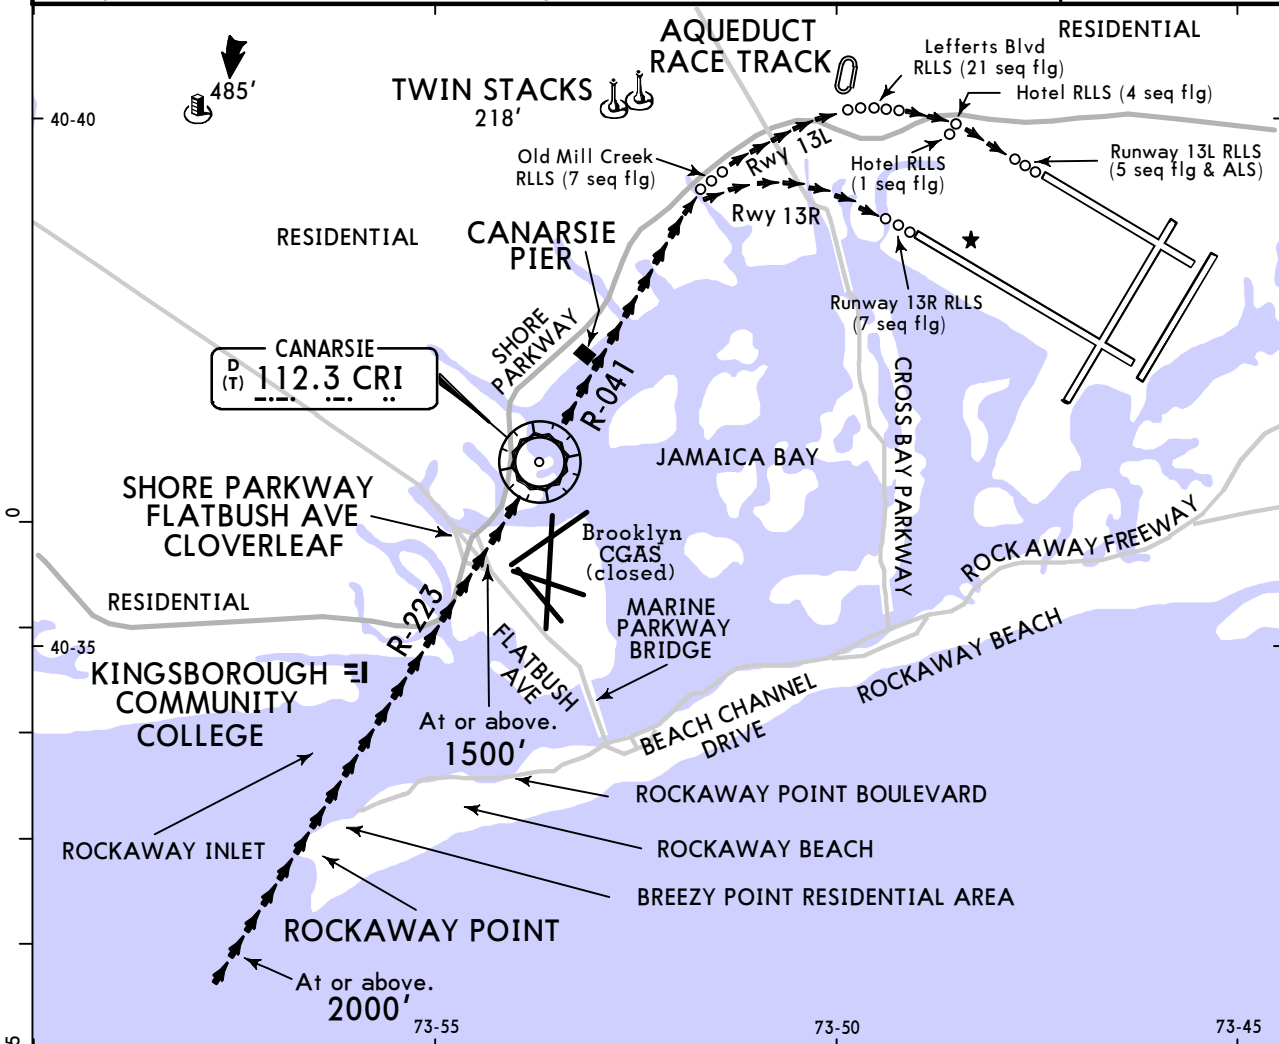 AQUEDUCT
RACE TRACK
RESIDENTIAL
Lefferts Blvd
RLLS (21 seq flg)
Hotel RLLS (4 seq flg)
485'
TWIN STACKS
218'
40-40
Old Mill Creek
RLLS (7 seq flg)
Rwy 13L
Hotel RLLS
(1 seq flg)
Runway 13L RLLS
(5 seq flg & ALS)
Rwy 13R
RESIDENTIAL
CANARSIE
PIER
Runway 13R RLLS
(7 seq flg)
SHORE
PARKWAY
CANARSIE
D
(T)
112.3 CRI
R-041
CROSS BAY PARKWAY
JAMAICA BAY
SHORE PARKWAY
FLATBUSH AVE
CLOVERLEAF
0
Brooklyn
CGAS
(closed)
ROCKAWAY FREEWAY
RESIDENTIAL
R-223
MARINE
PARKWAY
BRIDGE
40-35
FLATBUSH
AVE
ROCKAWAY BEACH
KINGSBOROUGH
COMMUNITY
COLLEGE
At or above.
1500'
BEACH CHANNEL
DRIVE
ROCKAWAY POINT BOULEVARD
ROCKAWAY INLET
ROCKAWAY BEACH
BREEZY POINT RESIDENTIAL AREA
ROCKAWAY POINT
At or above.
2000'
73-55
73-50
73-45